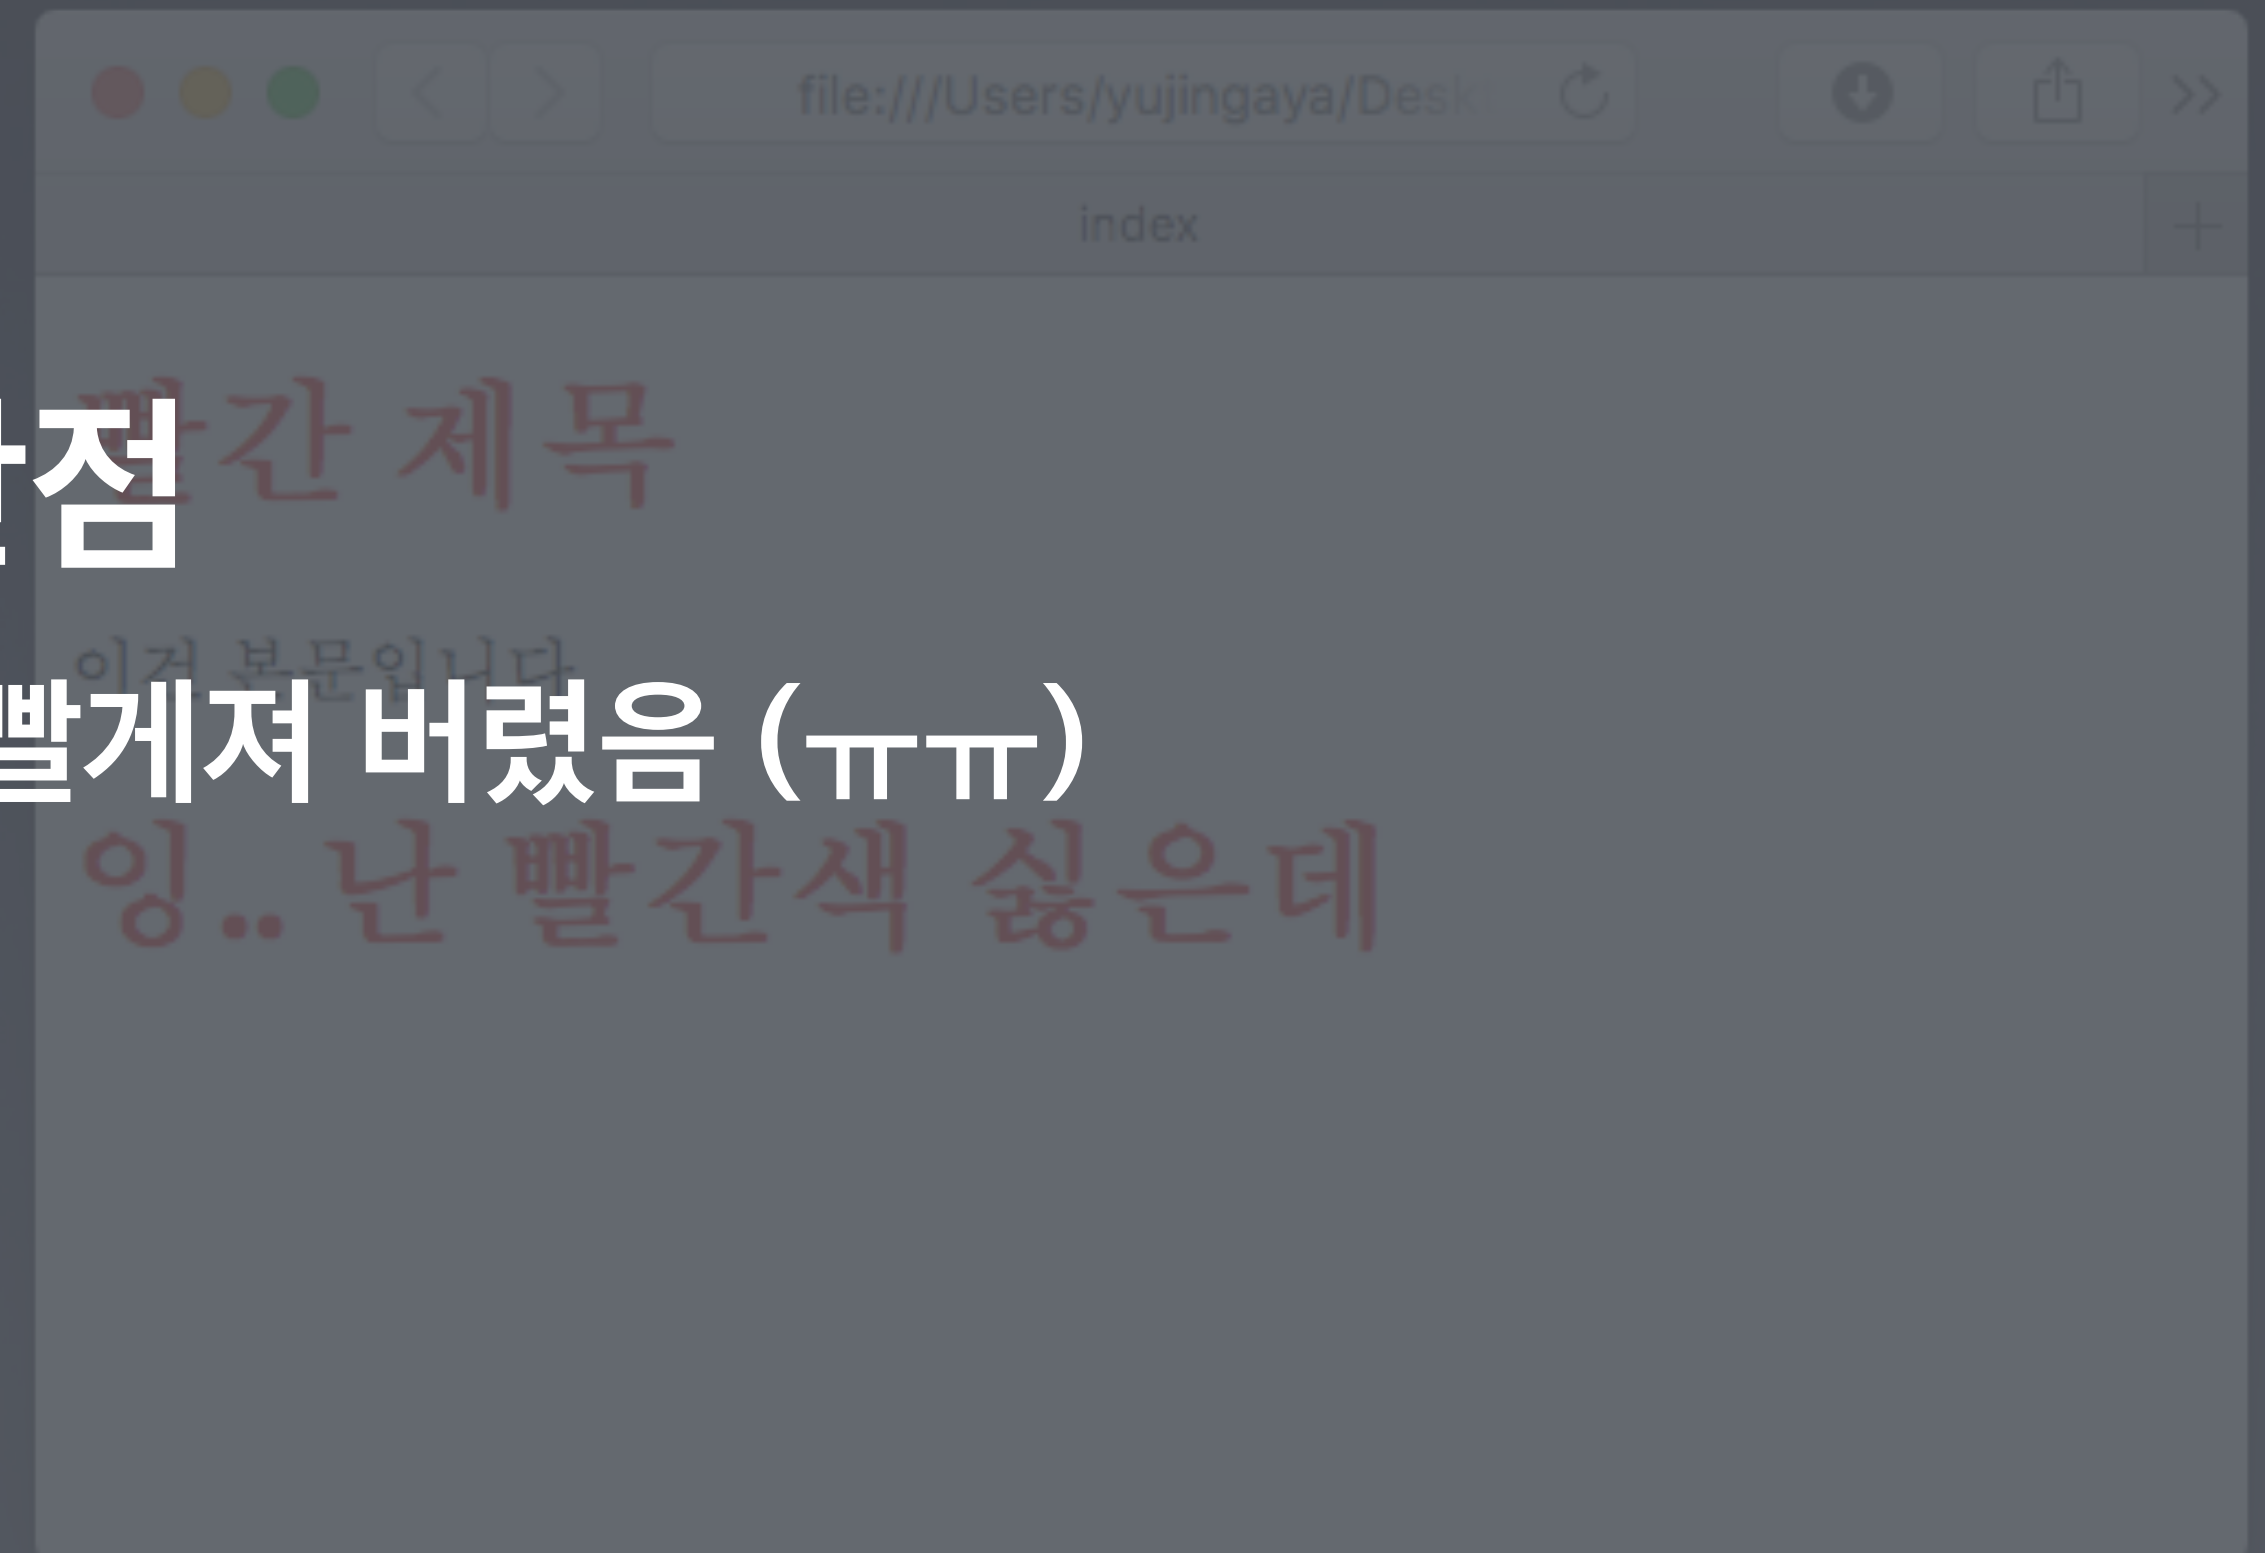 file:///Users/yujingaya/Desk
index
빨간 제목
점
이건 본문입니다
빨게져 버렸음 (ㅠㅠ)
잉.. 난 빨간색 싫은데